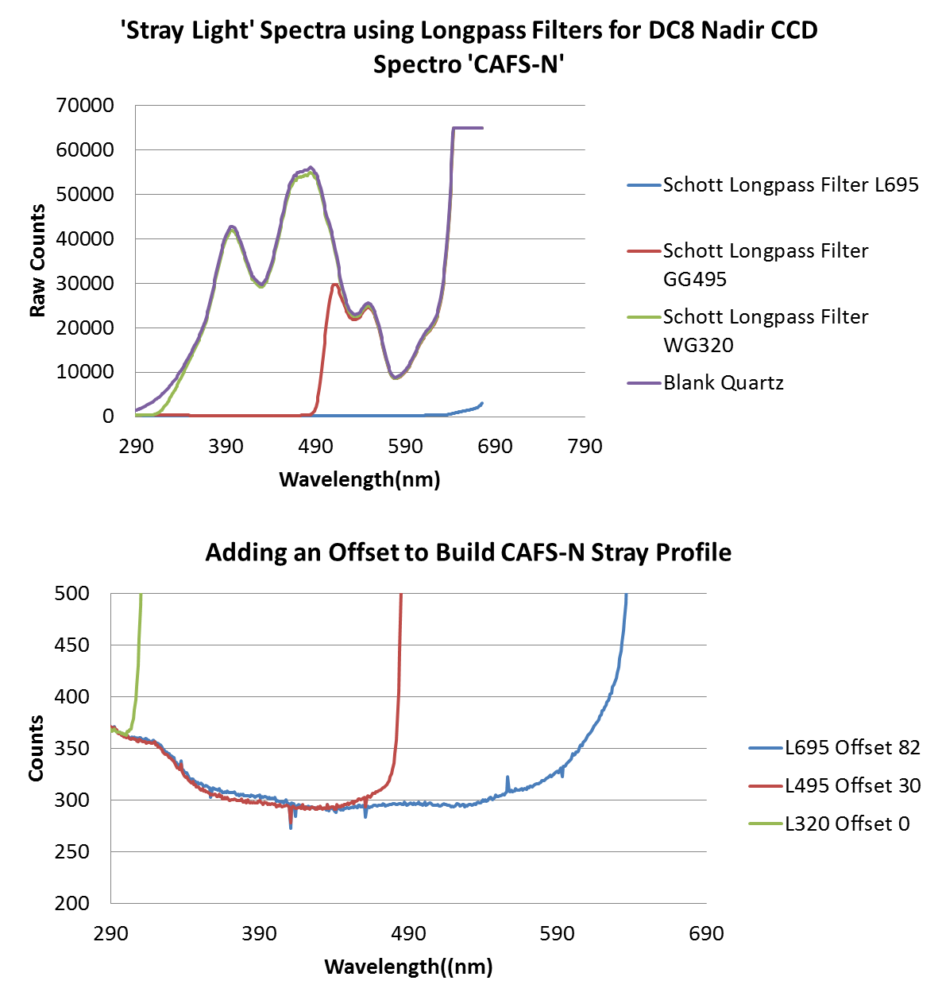 'Stray Light' Spectra using Longpass Filters for DC8 Nadir CCD
Spectro 'CAFS-N'
70000
60000
50000
40000
30000
20000
10000
0
Raw Counts
290 390 490 590 690 790
Wavelength(nm)
Schott Longpass Filter L695
Schott Longpass Filter
GG495
Schott Longpass Filter
WG320
Blank Quartz
Adding an Offset to Build CAFS-N Stray Profile
500
450
400
350
300
250
200
Counts
290 390 490 590 690
Wavelength((nm)
L695 Offset 82
L495 Offset 30
L320 Offset 0